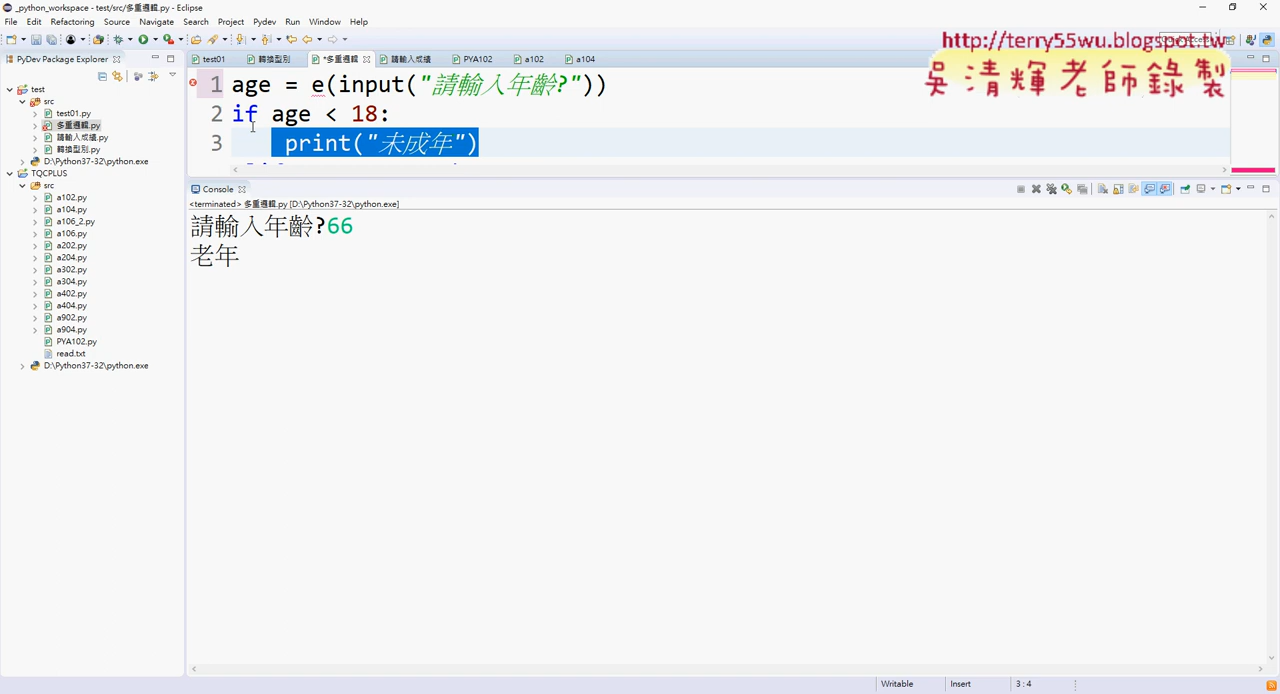 _python_workspace - test/src/多重邏輯.py - Eclipse
File Edit Refactoring Source Navigate Search Project Pydev Run Window Help
http://terry55wu.blogspot.tw
吳清輝老師錄製
PyDev Package Explorer
test01 轉換型別 *多重邏輯 請輸入成績 PYA102 a102 a104
test
src
test01.py
多重邏輯.py
請輸入成績.py
轉換型別.py
D:\Python37-32\python.exe
TQCPLUS
src
a102.py
a104.py
a106_2.py
a106.py
a202.py
a204.py
a302.py
a304.py
a402.py
a404.py
a902.py
a904.py
PYA102.py
read.txt
D:\Python37-32\python.exe
1 age = e(input("請輸入年齡?"))
2 if age < 18:
3 print("未成年")
Console
<terminated> 多重邏輯.py [D:\Python37-32\python.exe]
請輸入年齡?66
老年
Writable Insert 3 : 4